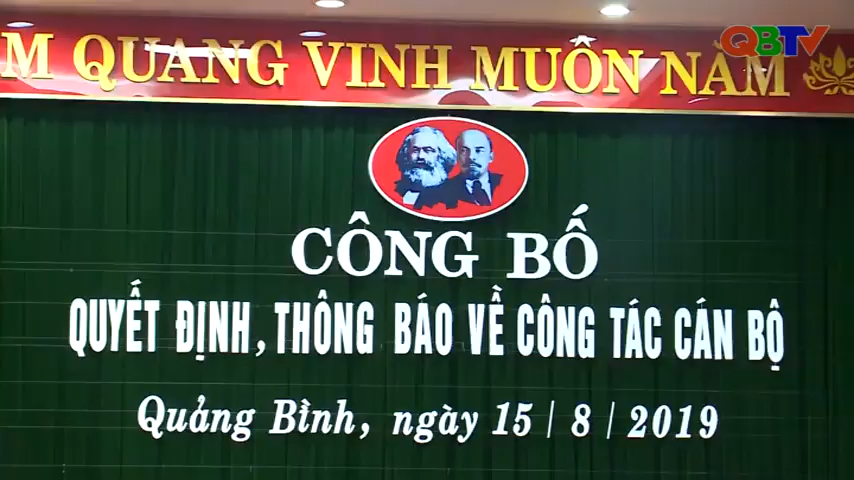 QBTV
M QUANG VINH MUÔN NĂM
CÔNG BỐ
QUYẾT ĐỊNH, THÔNG BÁO VỀ CÔNG TÁC CÁN BỘ
Quảng Bình, ngày 15 / 8 / 2019